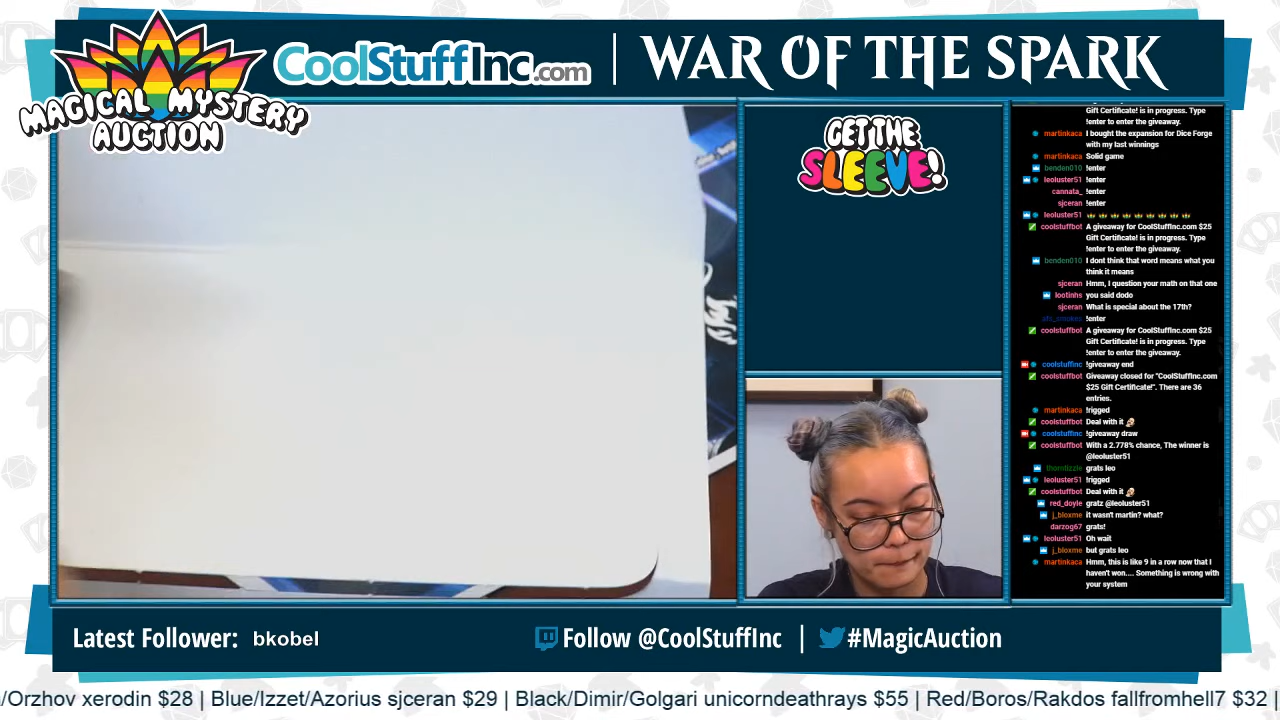 MAGICAL MYSTERY
AUCTION
COOLSTUFFINC.com
WAR OF THE SPARK
GET THE
SLEEVE!
Gift Certificate! is in progress. Type
!enter to enter the giveaway.
martinkaca I bought the expansion for Dice Forge
with my last winnings
martinkaca Solid game
benden010 !enter
leoluster51 !enter
cannata_ !enter
sjceran !enter
leoluster51
coolstuffbot A giveaway for CoolStuffInc.com $25
Gift Certificate! is in progress. Type
!enter to enter the giveaway.
benden010 I dont think that word means what you
think it means
sjceran Hmm, I question your math on that one
lootinhs you said dodo
sjceran What is special about the 17th?
!enter
coolstuffbot A giveaway for CoolStuffInc.com $25
Gift Certificate! is in progress. Type
!enter to enter the giveaway.
coolstuffinc !giveaway end
coolstuffbot Giveaway closed for "CoolStuffInc.com
$25 Gift Certificate!". There are 36
entries.
martinkaca !rigged
coolstuffbot Deal with it
coolstuffinc !giveaway draw
coolstuffbot With a 2.778% chance, The winner is
@leoluster51
thorntizzle grats leo
leoluster51 !rigged
coolstuffbot Deal with it
red_doyle gratz @leoluster51
j_bloxme it wasn't martin? what?
darzog67 grats!
leoluster51 Oh wait
j_bloxme but grats leo
martinkaca Hmm, this is like 9 in a row now that I
haven't won.... Something is wrong with
your system
Latest Follower: bkobel
Follow @CoolStuffInc | #MagicAuction
/Orzhov xerodin $28 | Blue/Izzet/Azorius sjceran $29 | Black/Dimir/Golgari unicorndeathrays $55 | Red/Boros/Rakdos fallfromhell7 $32 |